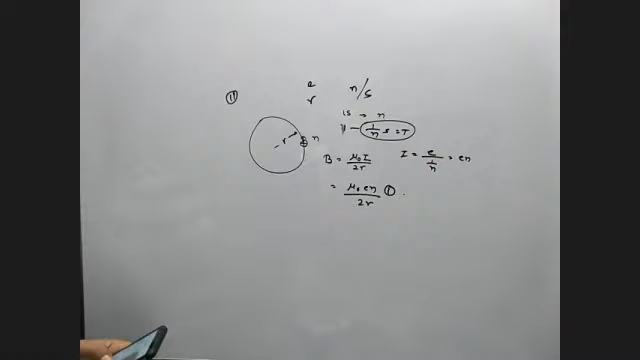 11
e
r
n/s
1s → n
1 — 1/n s = T
r
n
B = μ₀I/2r
I = e/(1/n) = en
= μ₀en/2r ①.